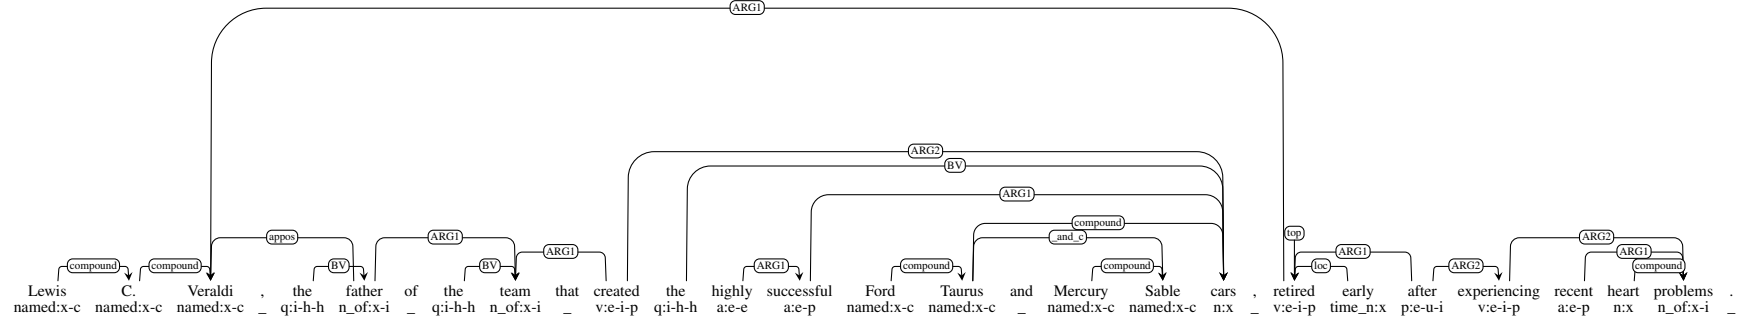 ARG1
ARG2
BV
ARG1
compound
top
appos ARG1 _and_c ARG2
ARG1 ARG1 ARG1
compound compound BV BV ARG1 compound compound loc ARG2 compound
Lewis C. Veraldi , the father of the team that created the highly successful Ford Taurus and Mercury Sable cars , retired early after experiencing recent heart problems .
named:x-c named:x-c named:x-c _ q:i-h-h n_of:x-i _ q:i-h-h n_of:x-i _ v:e-i-p q:i-h-h a:e-e a:e-p named:x-c named:x-c _ named:x-c named:x-c n:x _ v:e-i-p time_n:x p:e-u-i v:e-i-p a:e-p n:x n_of:x-i _